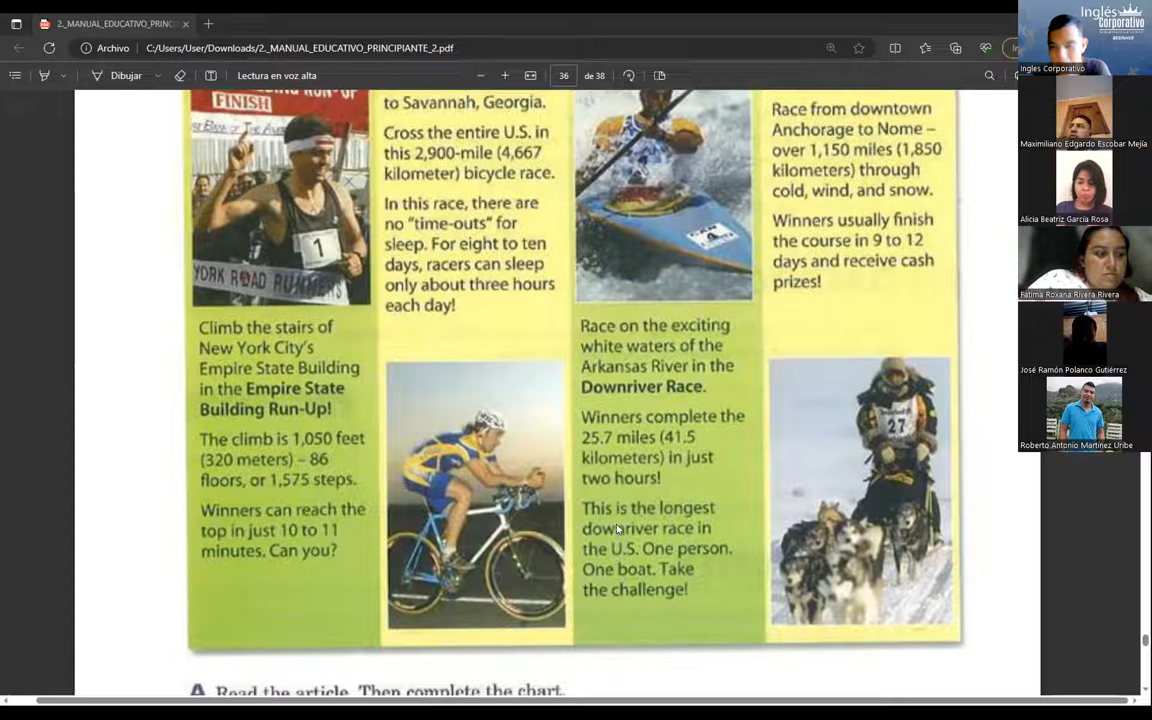 2._MANUAL_EDUCATIVO_PRINC
Archivo
C:/Users/User/Downloads/2._MANUAL_EDUCATIVO_PRINCIPIANTE_2.pdf
Dibujar
Lectura en voz alta
36
de 38
Inglés
Corporativo
BEGINNER
Ingles Corporativo
Maximiliano Edgardo Escobar Mejía
Alicia Beatriz García Rosa
Fatima Roxana Rivera Rivera
José Ramón Polanco Gutiérrez
Roberto Antonio Martínez Uribe
FINISH
1
YORK ROAD RUNNERS
Climb the stairs of
New York City's
Empire State Building
in the Empire State
Building Run-Up!
The climb is 1,050 feet
(320 meters) – 86
floors, or 1,575 steps.
Winners can reach the
top in just 10 to 11
minutes. Can you?
to Savannah, Georgia.
Cross the entire U.S. in
this 2,900-mile (4,667
kilometer) bicycle race.
In this race, there are
no "time-outs" for
sleep. For eight to ten
days, racers can sleep
only about three hours
each day!
Race on the exciting
white waters of the
Arkansas River in the
Downriver Race.
Winners complete the
25.7 miles (41.5
kilometers) in just
two hours!
This is the longest
downriver race in
the U.S. One person.
One boat. Take
the challenge!
Race from downtown
Anchorage to Nome –
over 1,150 miles (1,850
kilometers) through
cold, wind, and snow.
Winners usually finish
the course in 9 to 12
days and receive cash
prizes!
27
A Read the article. Then complete the chart.